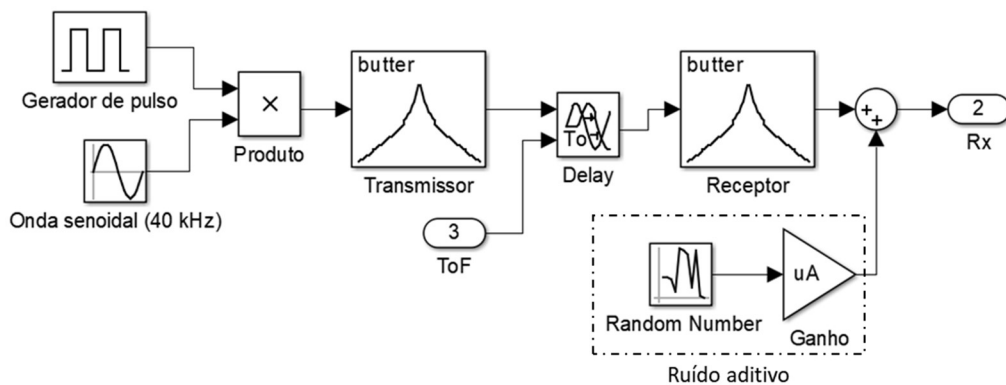 butter
butter
Gerador de pulso
×
Produto
Transmissor
To
Delay
Receptor
2
Rx
Onda senoidal (40 kHz)
3
ToF
uA
Random Number
Ganho
Ruído aditivo